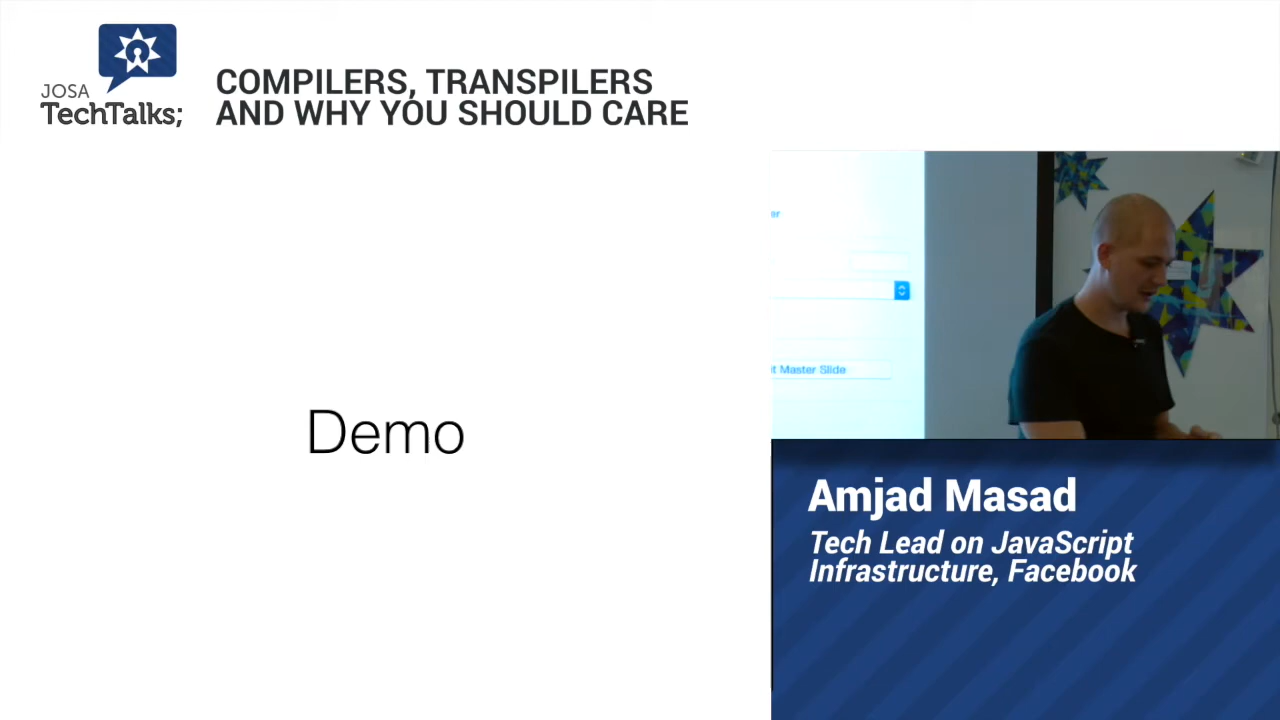 JOSA
TechTalks;
COMPILERS, TRANSPILERS
AND WHY YOU SHOULD CARE
er
t Master Slide
Demo
Amjad Masad
Tech Lead on JavaScript
Infrastructure, Facebook